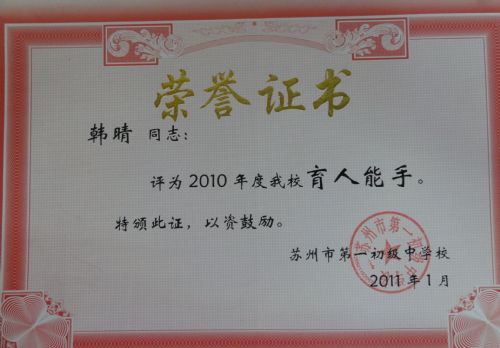 荣誉证书
韩晴 同志：
评为2010年度我校育人能手。
特颁此证，以资鼓励。
苏州市第一初级中学校
2011年1月